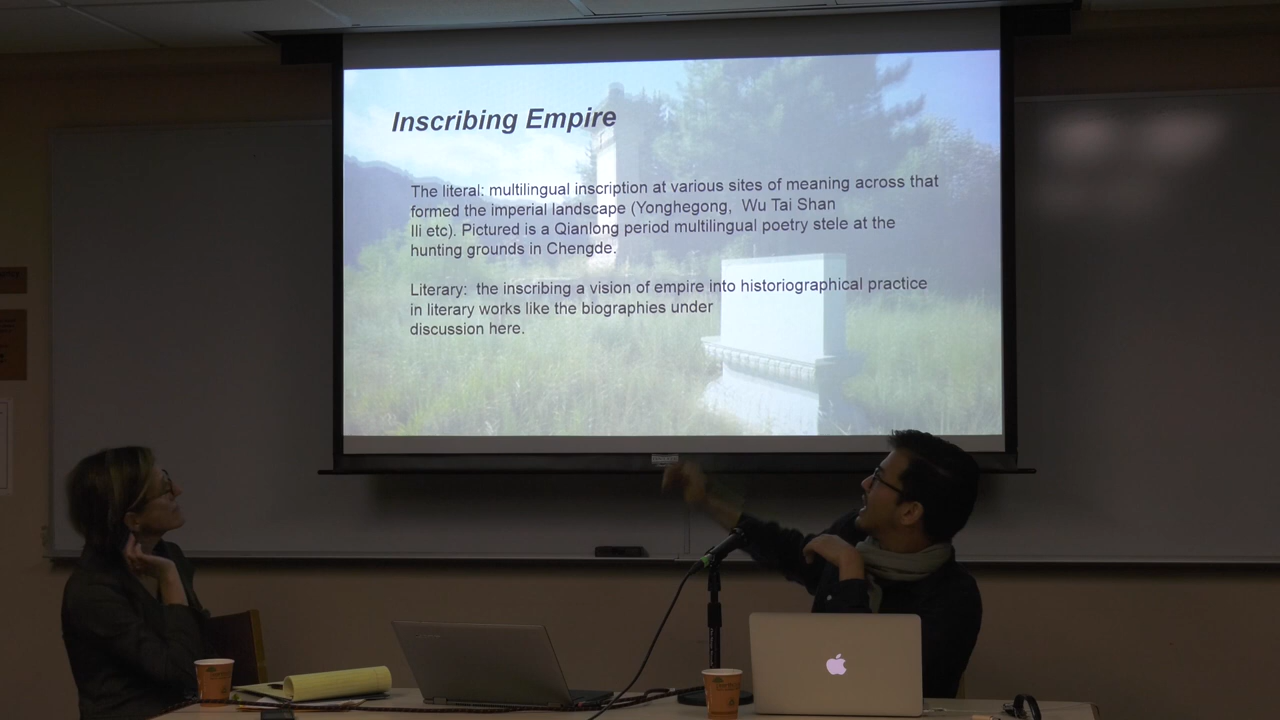 Inscribing Empire
The literal: multilingual inscription at various sites of meaning across that
formed the imperial landscape (Yonghegong, Wu Tai Shan
Ili etc). Pictured is a Qianlong period multilingual poetry stele at the
hunting grounds in Chengde.
Literary: the inscribing a vision of empire into historiographical practice
in literary works like the biographies under
discussion here.